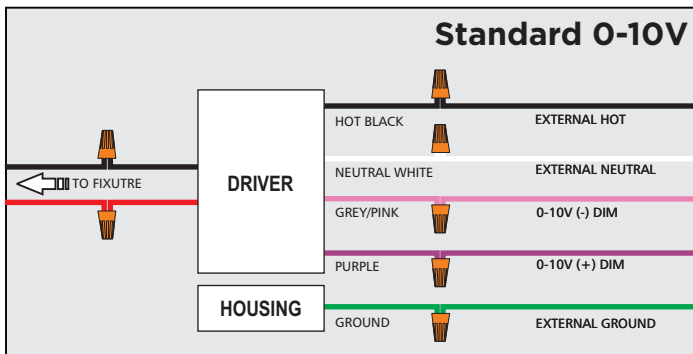 Standard 0-10V
HOT BLACK
EXTERNAL HOT
NEUTRAL WHITE
EXTERNAL NEUTRAL
TO FIXUTRE
DRIVER
GREY/PINK
0-10V (-) DIM
PURPLE
0-10V (+) DIM
HOUSING
GROUND
EXTERNAL GROUND